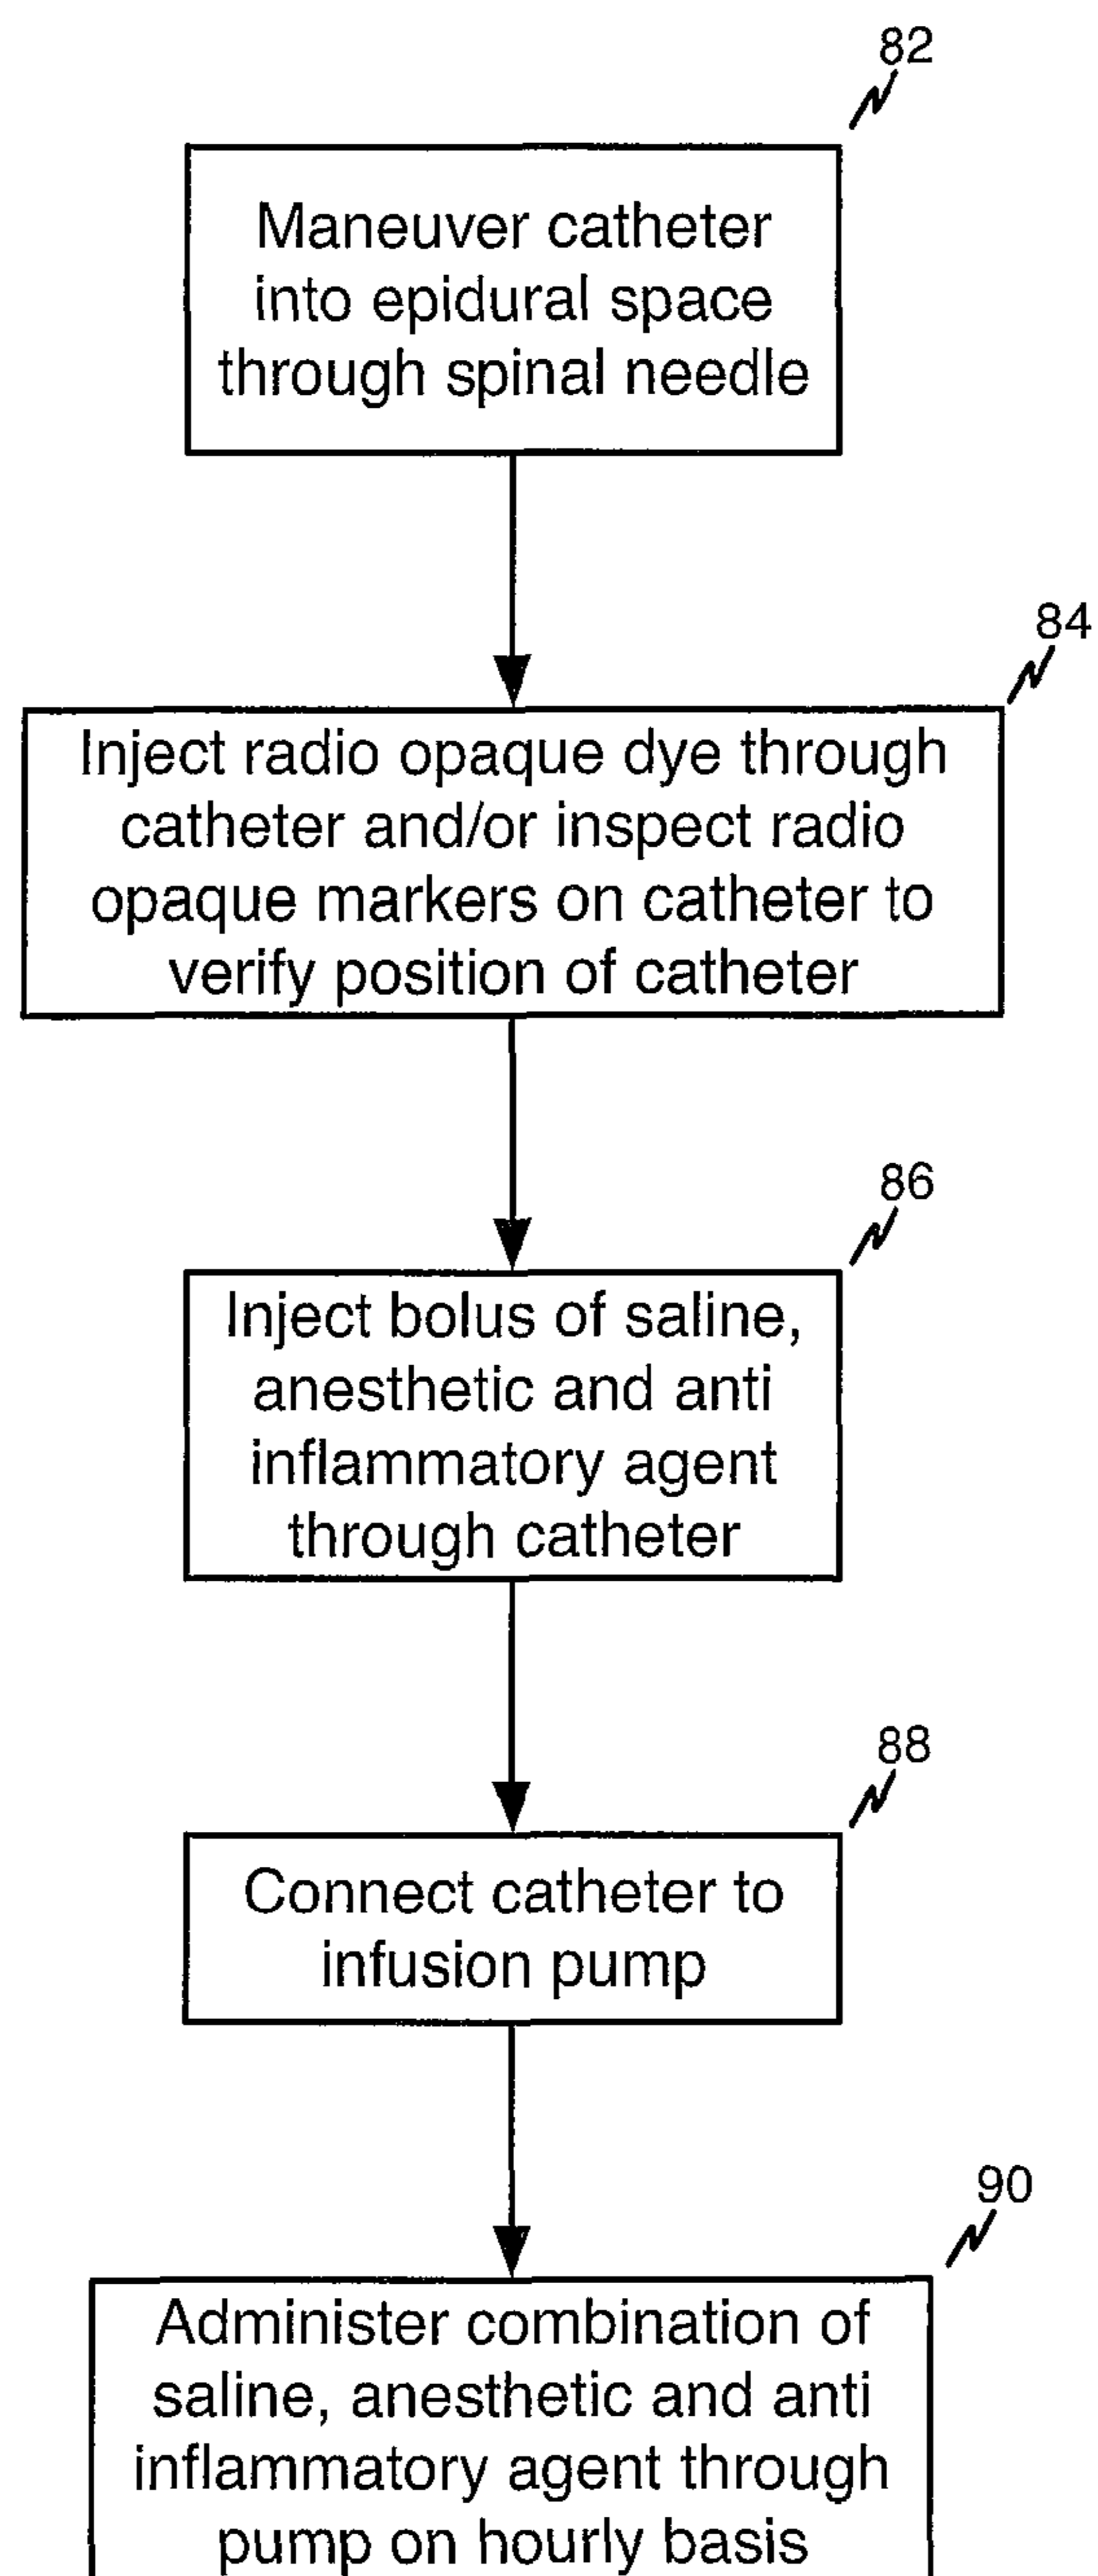 82
Maneuver catheter
into epidural space
through spinal needle
84
Inject radio opaque dye through
catheter and/or inspect radio
opaque markers on catheter to
verify position of catheter
86
Inject bolus of saline,
anesthetic and anti
inflammatory agent
through catheter
88
Connect catheter to
infusion pump
90
Administer combination of
saline, anesthetic and anti
inflammatory agent through
pump on hourly basis